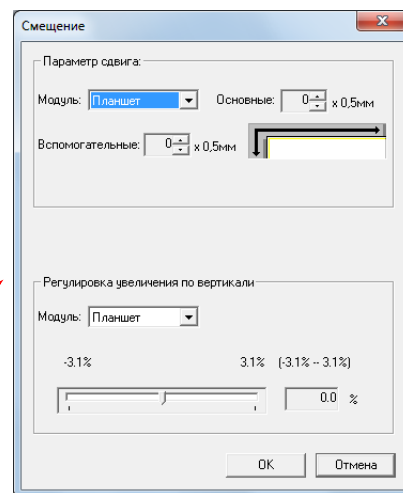 Смещение
Параметр сдвига:
Модуль: Планшет Основные: 0 x 0,5мм
Вспомогательные: 0 x 0,5мм
Регулировка увеличения по вертикали
Модуль: Планшет
-3.1% 3.1% (-3.1% -- 3.1%)
0.0 %
OK Отмена